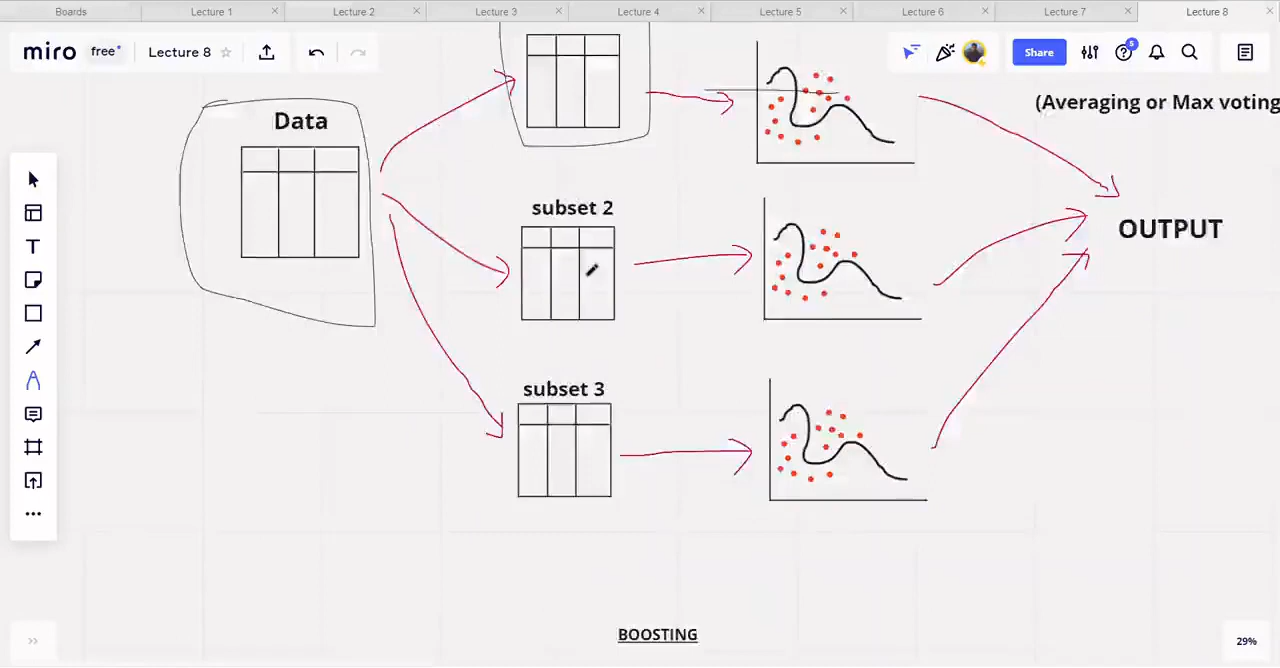 Boards
Lecture 1
Lecture 2
Lecture 3
Lecture 4
Lecture 5
Lecture 6
Lecture 7
Lecture 8
miro
free
Lecture 8
Share
5
(Averaging or Max voting
Data
subset 2
OUTPUT
subset 3
BOOSTING
29%